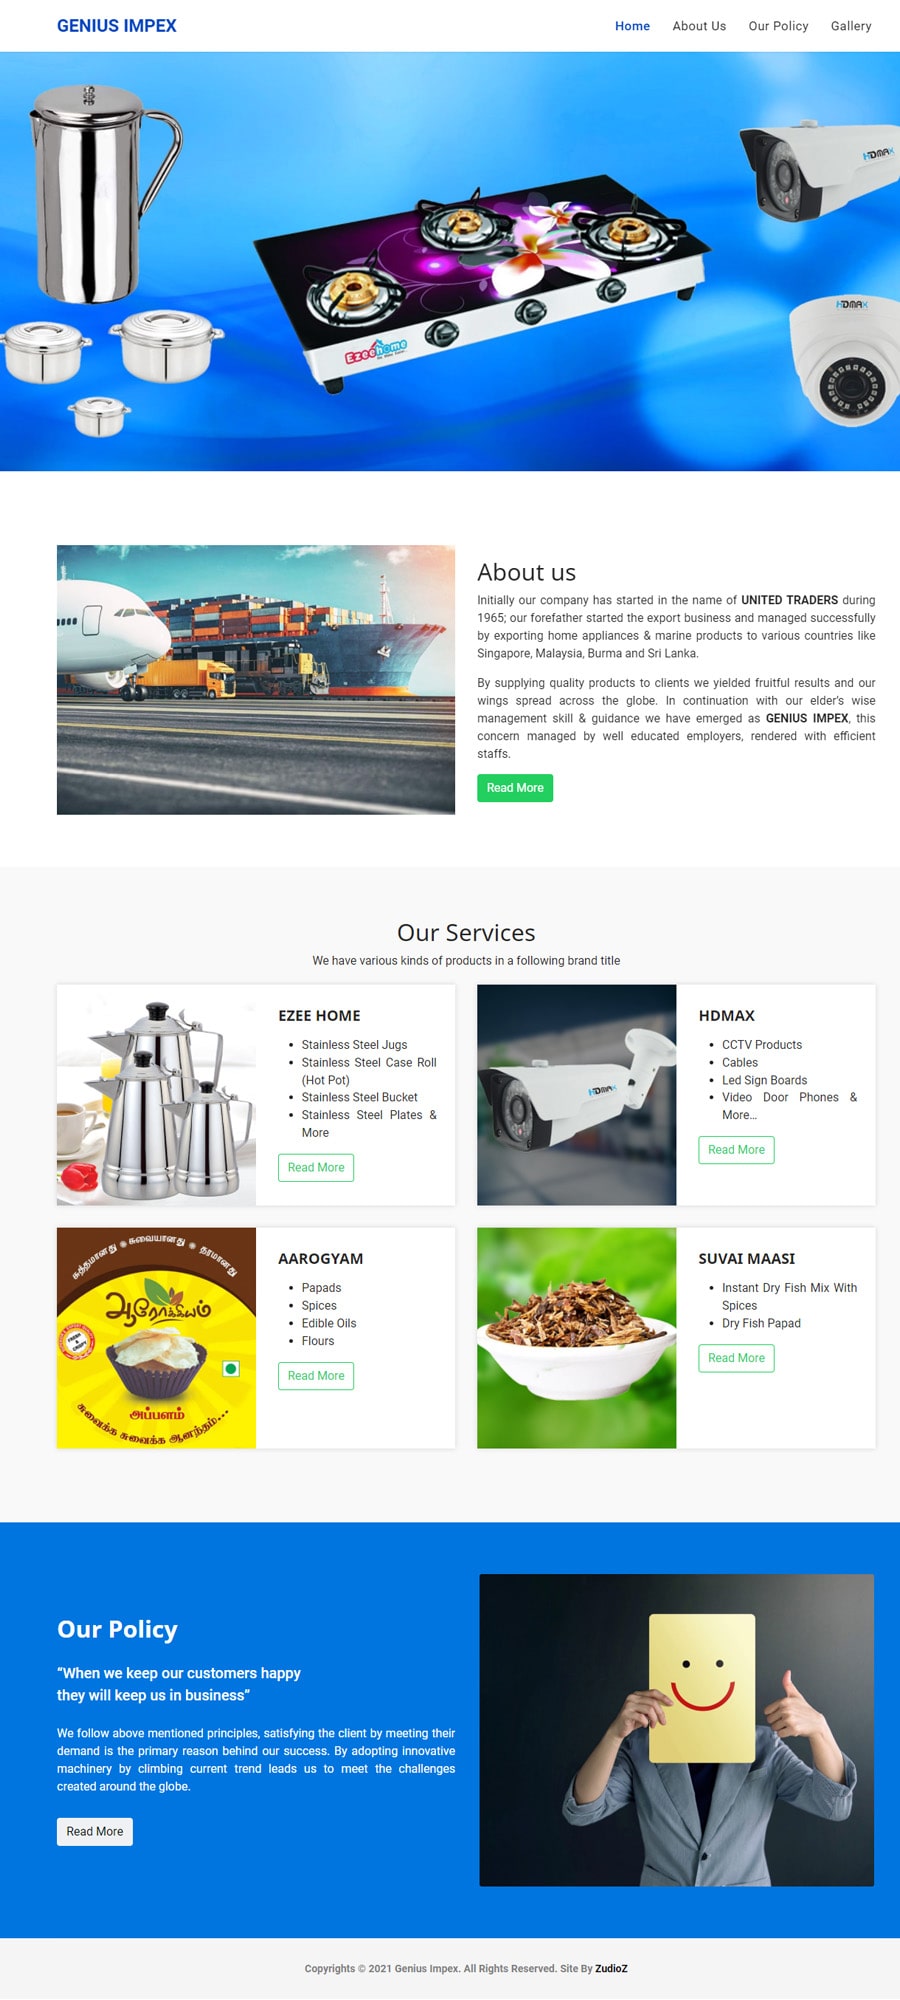 GENIUS IMPEX
Home About Us Our Policy Gallery
HDMAX
HDMAX
Ezeehome
About us
Initially our company has started in the name of UNITED TRADERS during
1965; our forefather started the export business and managed successfully
by exporting home appliances & marine products to various countries like
Singapore, Malaysia, Burma and Sri Lanka.
By supplying quality products to clients we yielded fruitful results and our
wings spread across the globe. In continuation with our elder's wise
management skill & guidance we have emerged as GENIUS IMPEX, this
concern managed by well educated employers, rendered with efficient
staffs.
Read More
Our Services
We have various kinds of products in a following brand title
EZEE HOME
• Stainless Steel Jugs
• Stainless Steel Case Roll
(Hot Pot)
• Stainless Steel Bucket
• Stainless Steel Plates &
More
Read More
HDMAX
HDMAX
• CCTV Products
• Cables
• Led Sign Boards
• Video Door Phones &
More...
Read More
சுத்தமானது சுவையானது தரமானது
ஆரோக்கியம்
FRESH & CRISPY
அப்பளம்
சுவைக்க சுவைக்க ஆனந்தம்...
AAROGYAM
• Papads
• Spices
• Edible Oils
• Flours
Read More
SUVAI MAASI
• Instant Dry Fish Mix With
Spices
• Dry Fish Papad
Read More
Our Policy
“When we keep our customers happy
they will keep us in business”
We follow above mentioned principles, satisfying the client by meeting their
demand is the primary reason behind our success. By adopting innovative
machinery by climbing current trend leads us to meet the challenges
created around the globe.
Read More
Copyrights © 2021 Genius Impex. All Rights Reserved. Site By ZudioZ